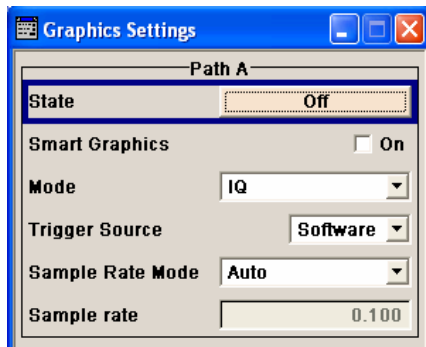 Graphics Settings
Path A
State Off
Smart Graphics On
Mode IQ
Trigger Source Software
Sample Rate Mode Auto
Sample rate 0.100